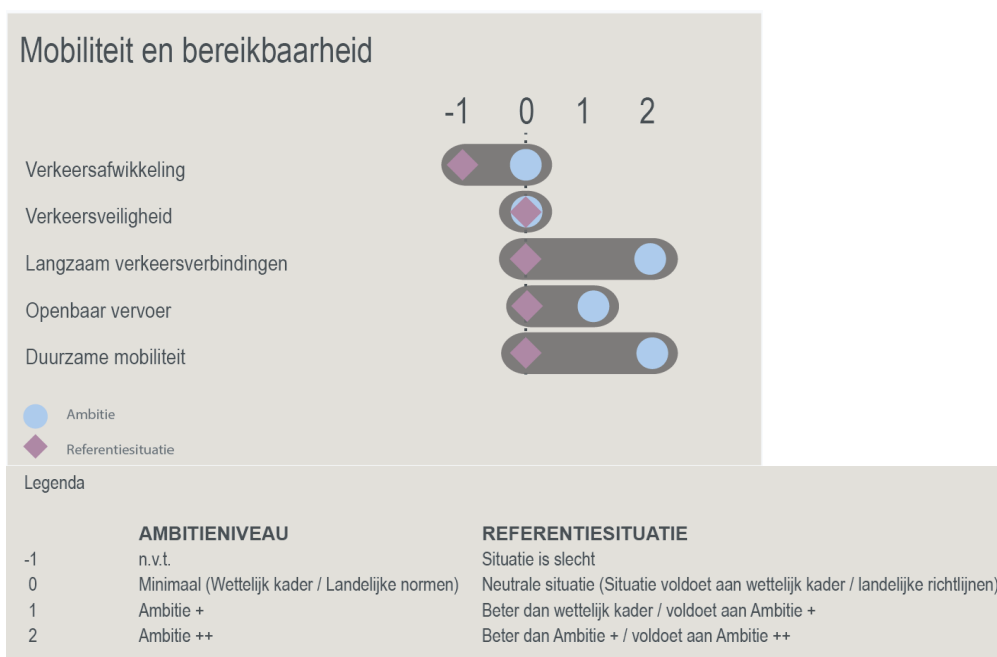 Mobiliteit en bereikbaarheid
-1 0 1 2
Verkeersafwikkeling
Verkeersveiligheid
Langzaam verkeersverbindingen
Openbaar vervoer
Duurzame mobiliteit
Ambitie
Referentiesituatie
Legenda
AMBITIENIVEAU REFERENTIESITUATIE
-1 n.v.t. Situatie is slecht
0 Minimaal (Wettelijk kader / Landelijke normen) Neutrale situatie (Situatie voldoet aan wettelijk kader / landelijke richtlijnen)
1 Ambitie + Beter dan wettelijk kader / voldoet aan Ambitie +
2 Ambitie ++ Beter dan Ambitie + / voldoet aan Ambitie ++